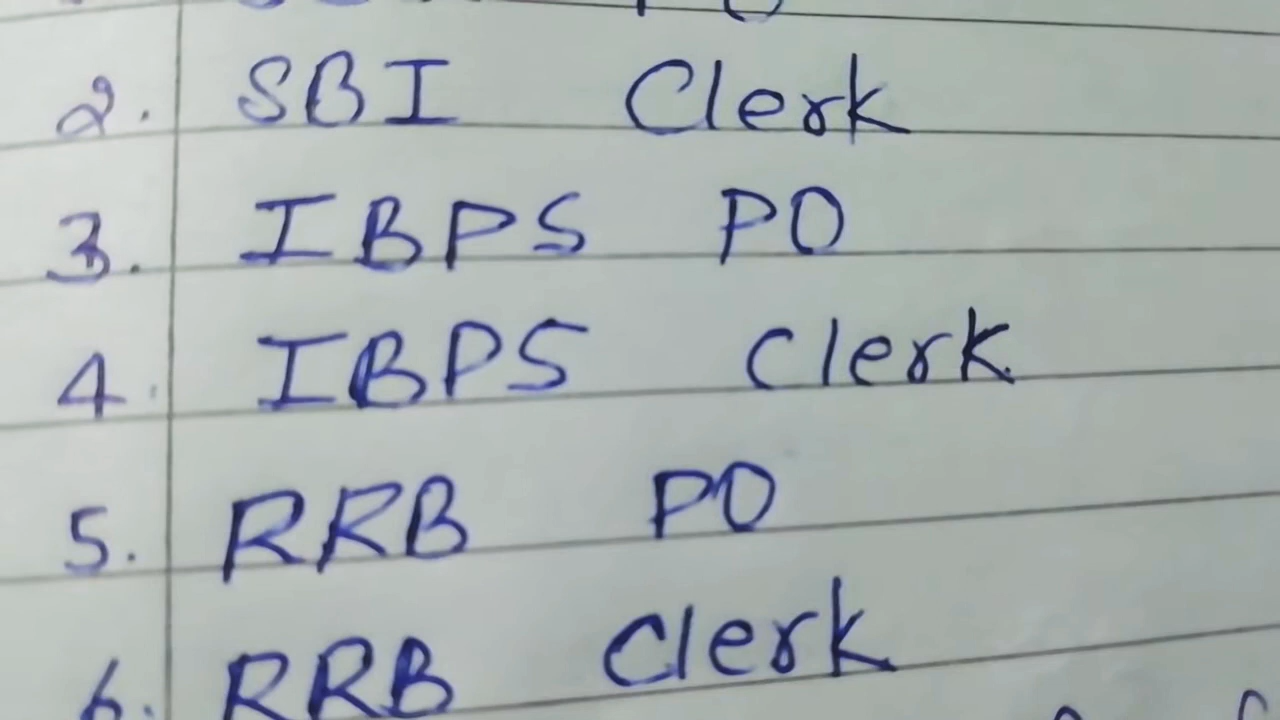 2. SBI Clerk
3. IBPS PO
4. IBPS Clerk
5. RRB PO
6. RRB Clerk